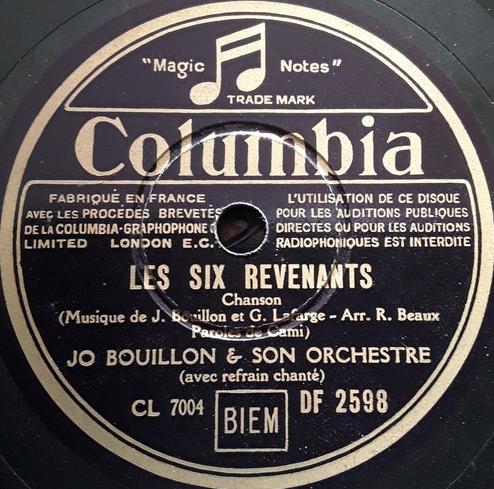 "Magic Notes"
TRADE MARK
Columbia
FABRIQUÉ EN FRANCE
AVEC LES PROCÉDÉS BREVETÉS
DE LA COLUMBIA-GRAPHOPHONE Cº
LIMITED LONDON E.C.
L'UTILISATION DE CE DISQUE
POUR LES AUDITIONS PUBLIQUES
DIRECTES OU POUR LES AUDITIONS
RADIOPHONIQUES EST INTERDITE
LES SIX REVENANTS
Chanson
(Musique de J. Bouillon et G. Lafarge - Arr. R. Beaux
Paroles de Cami)
JO BOUILLON & SON ORCHESTRE
(avec refrain chanté)
CL 7004 BIEM DF 2598